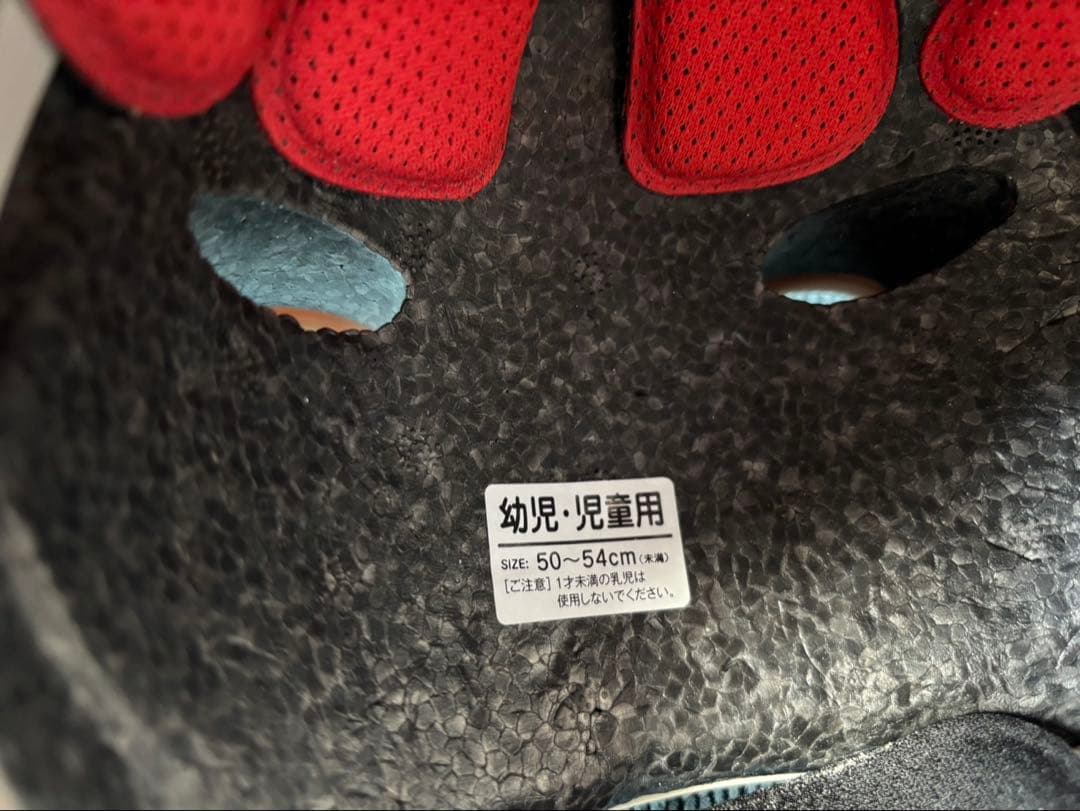 幼児・児童用
SIZE: 50～54cm(未満)
[ご注意] 1才未満の乳児は
使用しないでください。